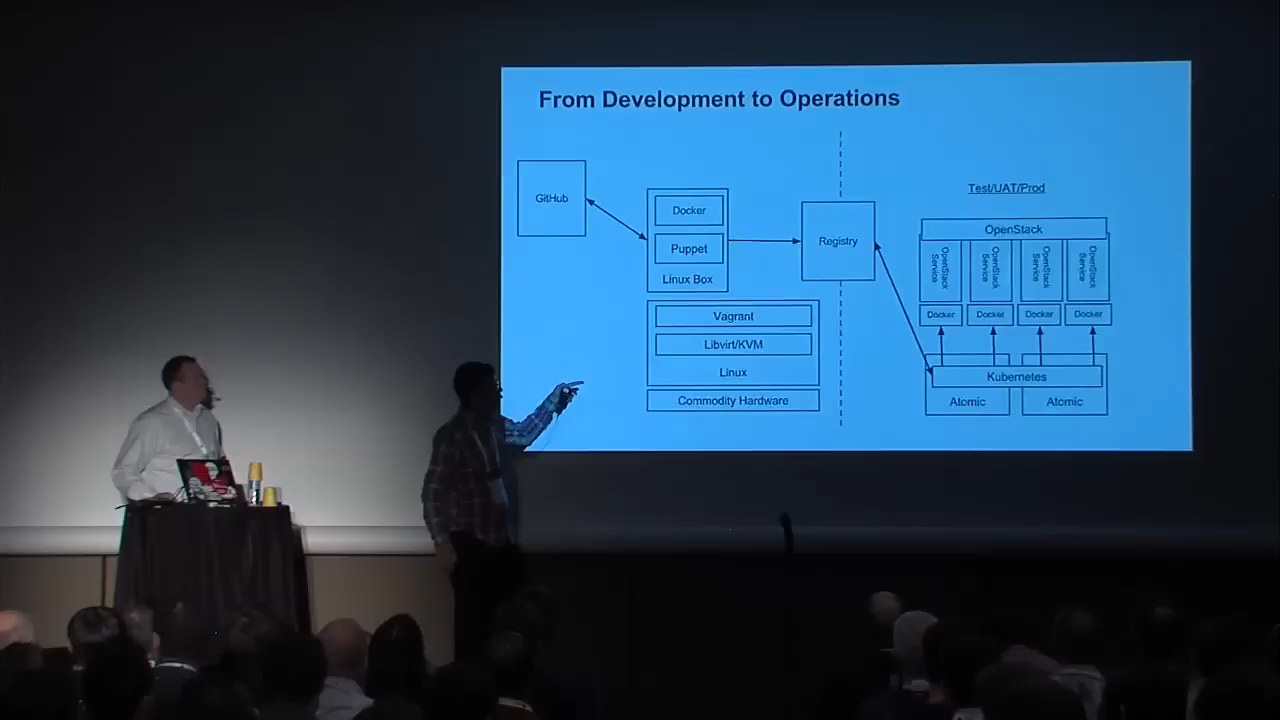 From Development to Operations
GitHub
Docker
Puppet
Linux Box
Vagrant
Libvirt/KVM
Linux
Commodity Hardware
Registry
Test/UAT/Prod
OpenStack
OpenStack Service
OpenStack Service
OpenStack Service
OpenStack Service
Docker
Docker
Docker
Docker
Kubernetes
Atomic
Atomic